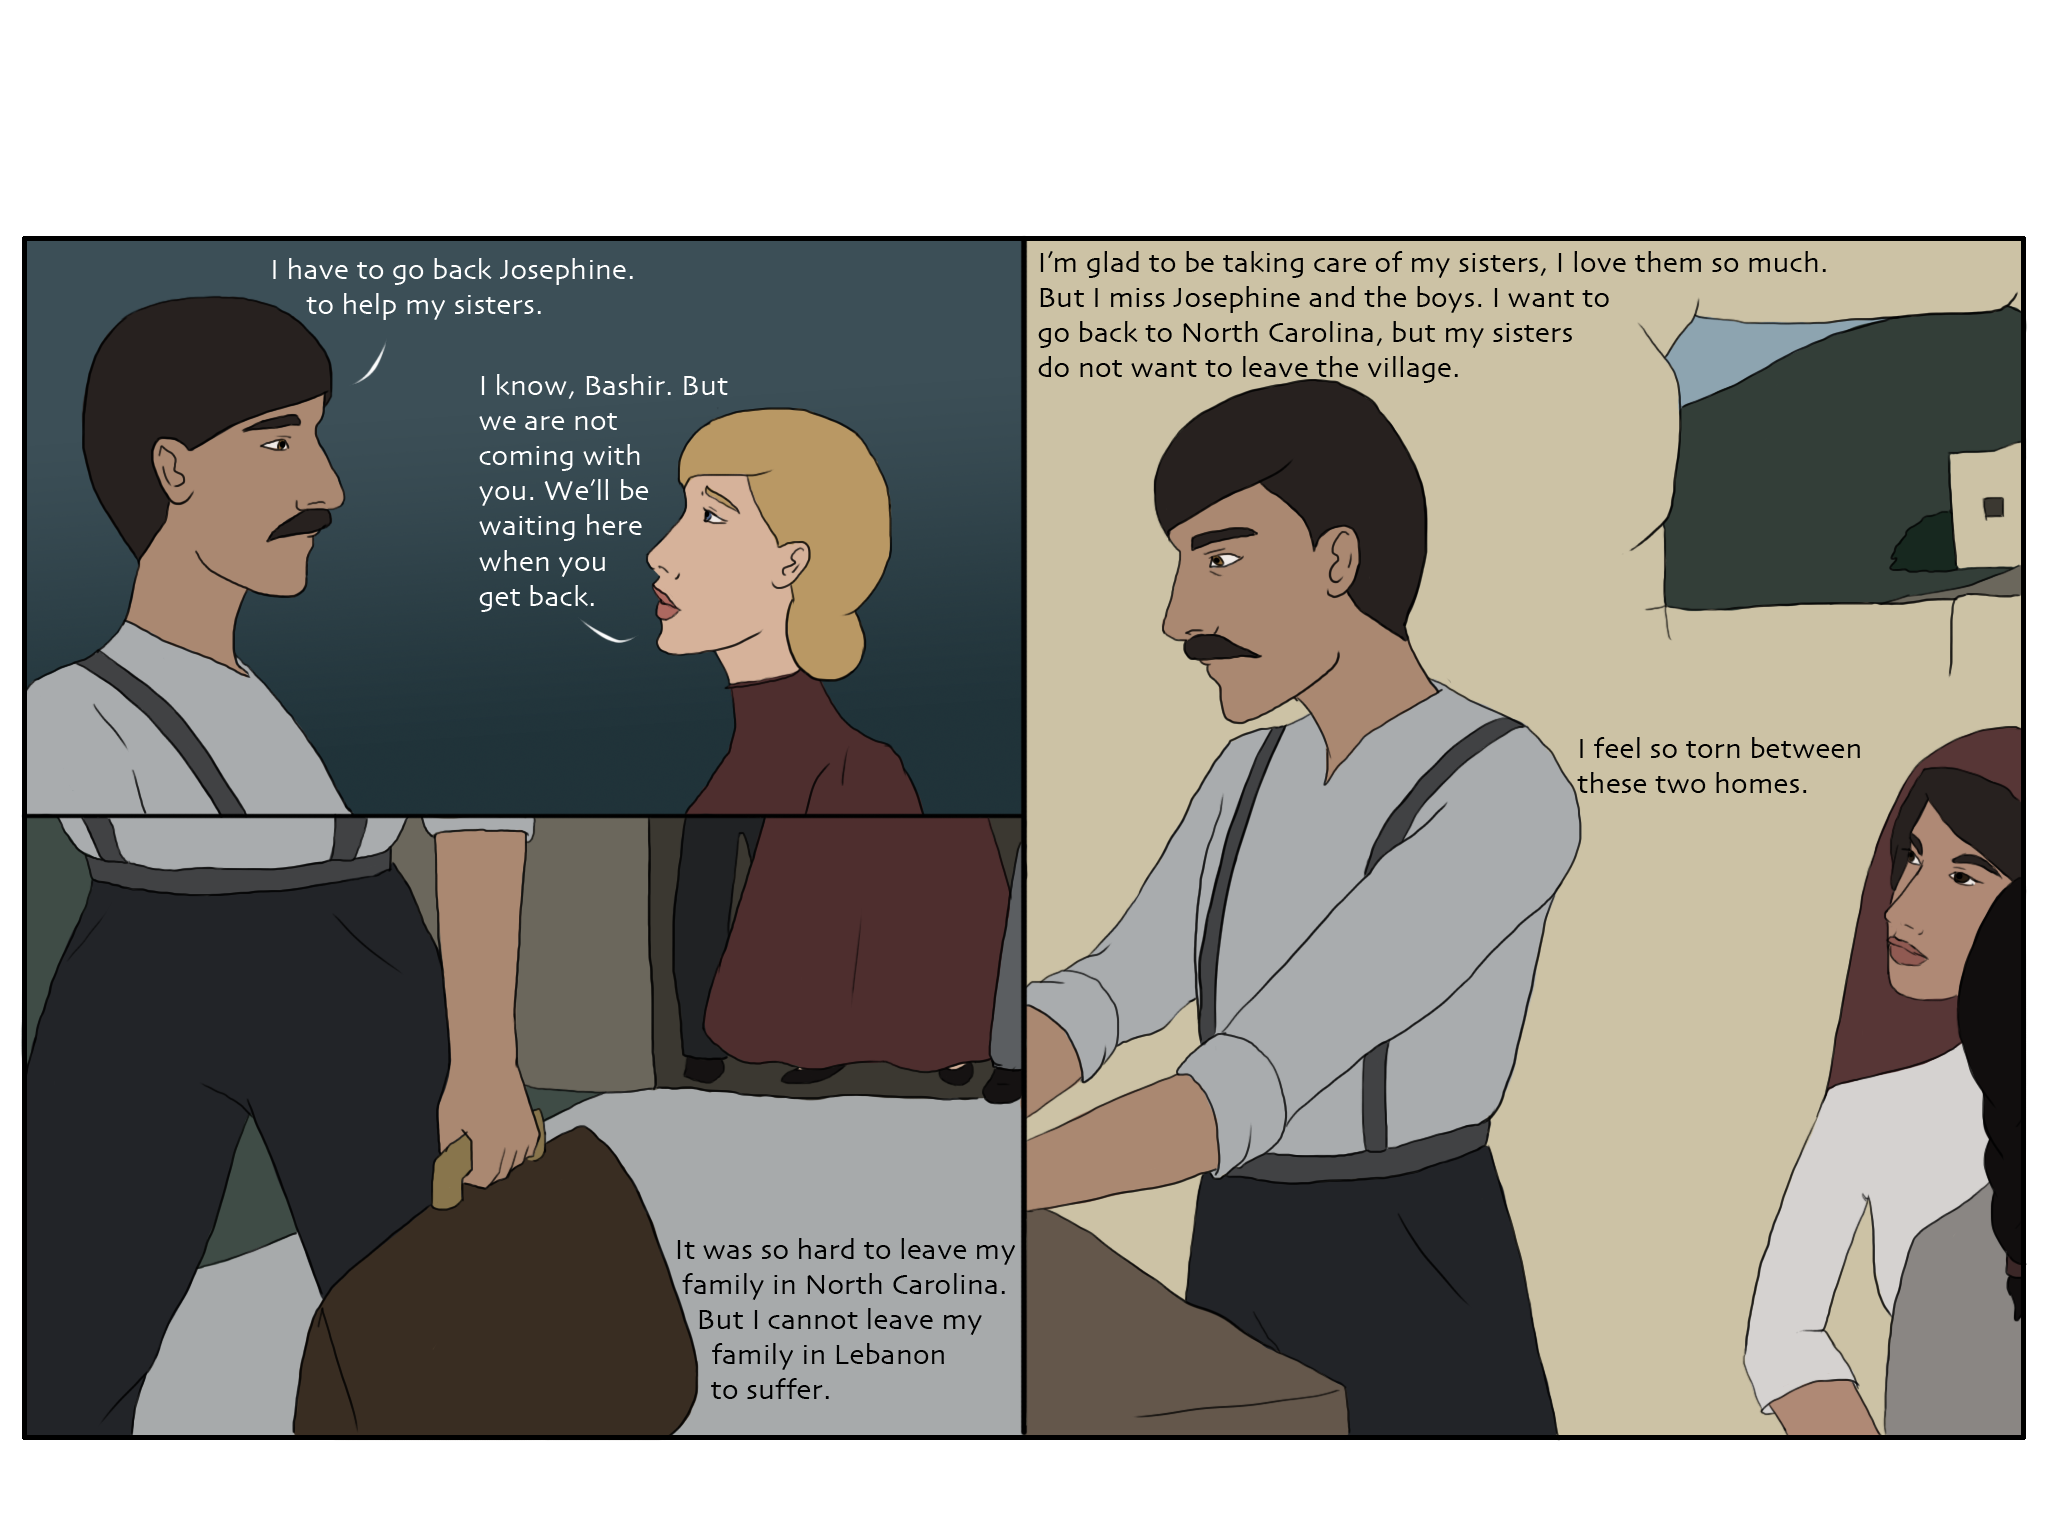 I have to go back Josephine.
to help my sisters.
I know, Bashir. But
we are not
coming with
you. We'll be
waiting here
when you
get back.
It was so hard to leave my
family in North Carolina.
But I cannot leave my
family in Lebanon
to suffer.
I'm glad to be taking care of my sisters, I love them so much.
But I miss Josephine and the boys. I want to
go back to North Carolina, but my sisters
do not want to leave the village.
I feel so torn between
these two homes.